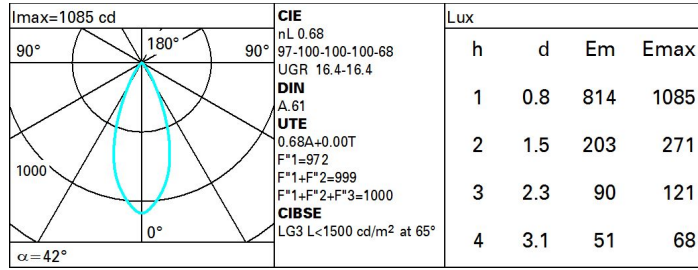 Imax=1085 cd
90°
180°
90°
1000
0°
α=42°
CIE
nL 0.68
97-100-100-100-68
UGR 16.4-16.4
DIN
A.61
UTE
0.68A+0.00T
F"1=972
F"1+F"2=999
F"1+F"2+F"3=1000
CIBSE
LG3 L<1500 cd/m² at 65°
Lux
h d Em Emax
1 0.8 814 1085
2 1.5 203 271
3 2.3 90 121
4 3.1 51 68